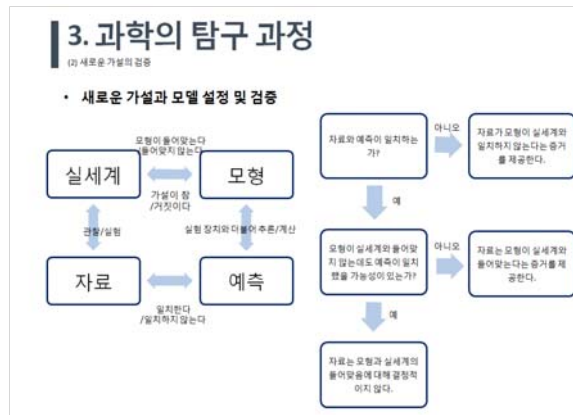 3. 과학의 탐구 과정
(2) 새로운 가설의 검증
• 새로운 가설과 모델 설정 및 검증
모형이 들어맞는다
/들어맞지 않는다
실세계
모형
가설이 참
/거짓이다
관찰/실험
실험 장치와 더불어 추론/계산
자료
예측
일치한다
/일치하지 않는다
자료와 예측이 일치하는
가?
아니오
자료가 모형이 실세계와
일치하지 않는다는 증거
를 제공한다.
예
모형이 실세계와 들어맞
지 않는데도 예측이 일치
했을 가능성이 있는가?
아니오
자료는 모형이 실세계와
들어맞는다는 증거를 제
공한다.
예
자료는 모형과 실세계의
들어맞음에 대해 결정적
이지 않다.